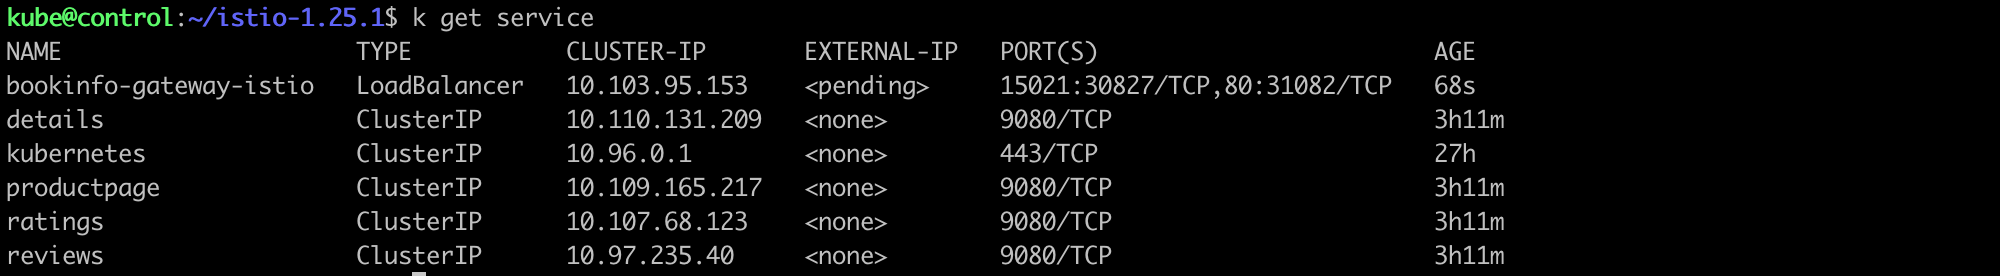 kube@control:~/istio-1.25.1$ k get service
NAME TYPE CLUSTER-IP EXTERNAL-IP PORT(S) AGE
bookinfo-gateway-istio LoadBalancer 10.103.95.153 <pending> 15021:30827/TCP,80:31082/TCP 68s
details ClusterIP 10.110.131.209 <none> 9080/TCP 3h11m
kubernetes ClusterIP 10.96.0.1 <none> 443/TCP 27h
productpage ClusterIP 10.109.165.217 <none> 9080/TCP 3h11m
ratings ClusterIP 10.107.68.123 <none> 9080/TCP 3h11m
reviews ClusterIP 10.97.235.40 <none> 9080/TCP 3h11m